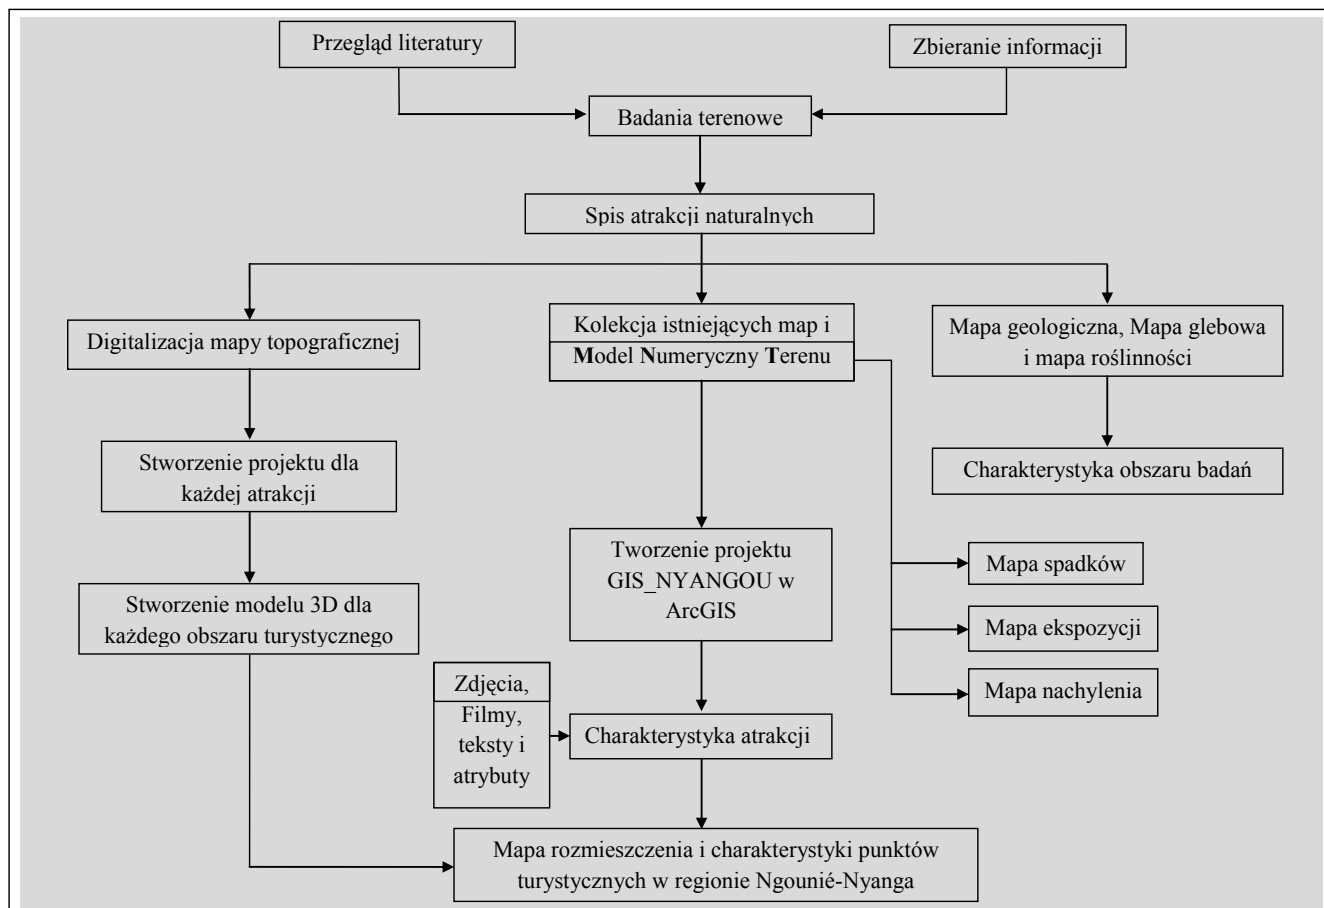 Przegląd literatury
Zbieranie informacji
Badania terenowe
Spis atrakcji naturalnych
Digitalizacja mapy topograficznej
Kolekcja istniejących map i
Model Numeryczny Terenu
Mapa geologiczna, Mapa glebowa
i mapa roślinności
Stworzenie projektu dla
każdej atrakcji
Charakterystyka obszaru badań
Tworzenie projektu
GIS_NYANGOU w
ArcGIS
Mapa spadków
Stworzenie modelu 3D dla
każdego obszaru turystycznego
Mapa ekspozycji
Mapa nachylenia
Zdjęcia,
Filmy,
teksty i
atrybuty
Charakterystyka atrakcji
Mapa rozmieszczenia i charakterystyki punktów
turystycznych w regionie Ngounié-Nyanga